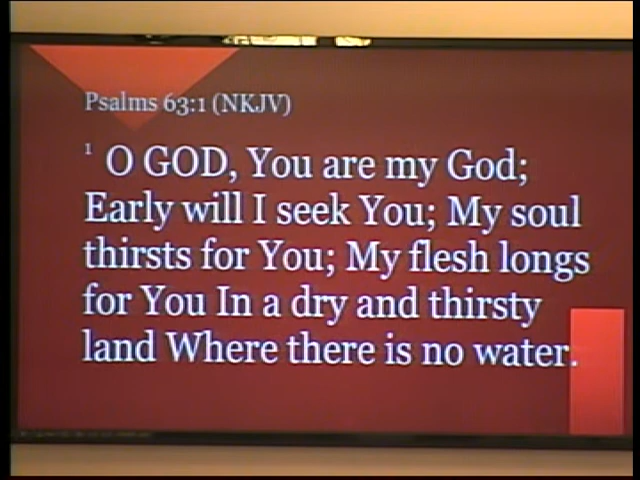 Psalms 63:1 (NKJV)
1 O GOD, You are my God;
Early will I seek You; My soul
thirsts for You; My flesh longs
for You In a dry and thirsty
land Where there is no water.